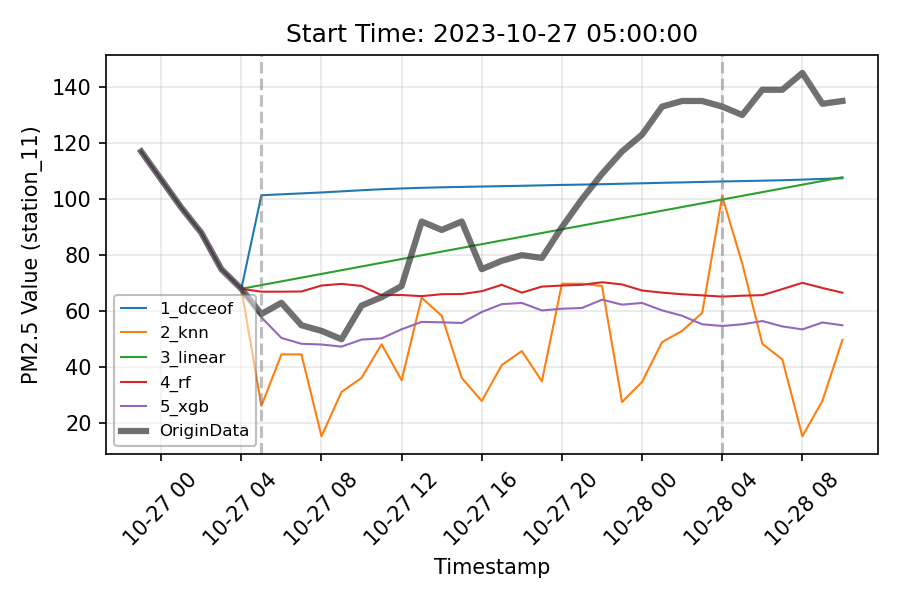 Start Time: 2023-10-27 05:00:00
PM2.5 Value (station_11)
140
120
100
80
60
40
20
1_dcceof
2_knn
3_linear
4_rf
5_xgb
OriginData
10-27 00
10-27 04
10-27 08
10-27 12
10-27 16
10-27 20
10-28 00
10-28 04
10-28 08
Timestamp